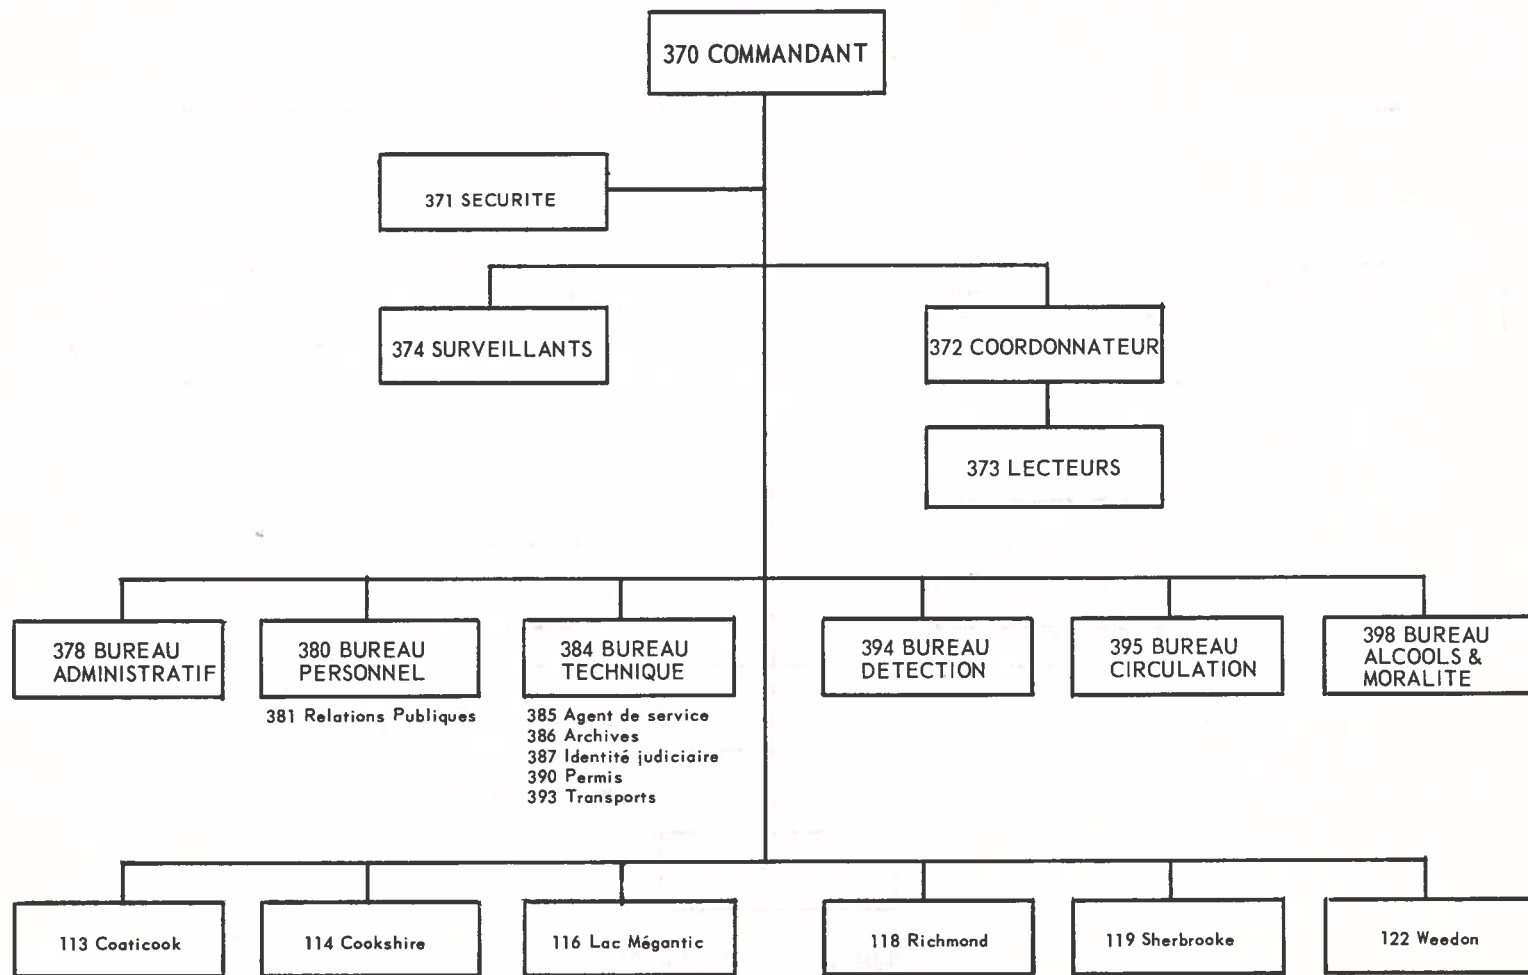 370 COMMANDANT
371 SECURITE
374 SURVEILLANTS
372 COORDONNATEUR
373 LECTEURS
378 BUREAU
ADMINISTRATIF
380 BUREAU
PERSONNEL
384 BUREAU
TECHNIQUE
394 BUREAU
DETECTION
395 BUREAU
CIRCULATION
398 BUREAU
ALCOOLS &
MORALITE
381 Relations Publiques
385 Agent de service
386 Archives
387 Identité judiciaire
390 Permis
393 Transports
113 Coaticook
114 Cookshire
116 Lac Mégantic
118 Richmond
119 Sherbrooke
122 Weedon